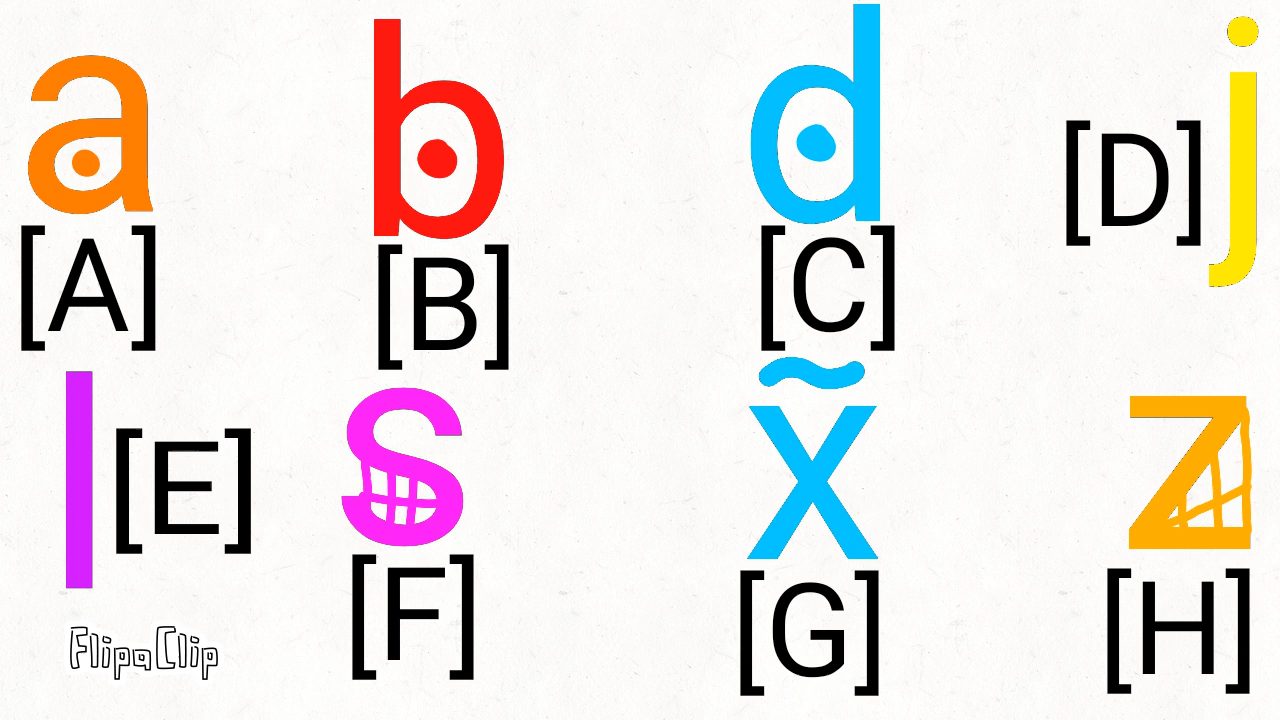 a b d [D] j
[A] [B] [C]
l [E] s x̃ z
[F] [G] [H]
FlipaClip